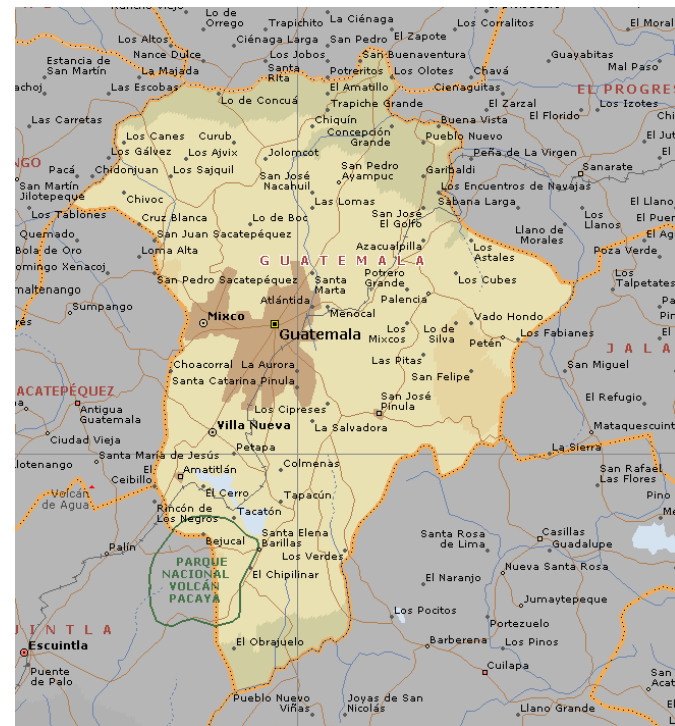 Lo de
Orrego
Trapichito
La Ciénaga
Los Corralitos
El Moral
Los Altos
Ciénaga Larga
San Pedro
El Zapote
Nance Dulce
Los Jobos
San Buenaventura
Guayabitas
Estancia de
San Martín
La Majada
Santa
Rita
Potreritos
Los Olotes
Chavá
Mal Paso
Las Escobas
El Amatillo
Cienaguitas
EL PROGRES
Lo de Concuá
Trapiche Grande
El Zarzal
Los Izotes
Las Carretas
Chiquín
Buena Vista
El Florido
Los Canes
Curub
Concepción
Grande
Pueblo Nuevo
Los Gálvez
Los Ajvix
Jolomcot
Peña de La Virgen
Pacá
Chidonjuan
Los Sajquil
San José
Nacahuil
San Pedro
Ayampuc
Garibaldi
Sanarate
San Martín
Jilotepeque
Chivoc
Las Lomas
Los Encuentros de Navajas
Sabana Larga
El Llano
Los Tablones
Cruz Blanca
Lo de Boc
San José
El Golfo
Los
Llanos
Quemado
San Juan Sacatepéquez
Llano de
Morales
Bola de Oro
Loma Alta
Azacualpilla
Los
Astales
Poza Verde
omingo Xenacoj
GUATEMALA
San Pedro Sacatepéquez
Santa
Marta
Potrero
Grande
Los Cubes
Los
Talpetates
maltenango
Atlántida
Palencia
Sumpango
Mixco
Menocal
Vado Hondo
Guatemala
Los
Mixcos
Lo de
Silva
Petén
Los Fabianes
JALA
Choacorral
La Aurora
Las Pitas
San Miguel
Santa Catarina Pinula
San Felipe
ACATEPÉQUEZ
San José
Pinula
El Refugio
Antigua
Guatemala
Los Cipreses
Villa Nueva
La Salvadora
Mataquescuint
Ciudad Vieja
Petapa
La Sierra
Santa María de Jesús
lotenango
El
Ceibillo
Amatitlán
Colmenas
San Rafael
Las Flores
Volcán
de Agua
El Cerro
Tapacún
Pino
Rincón de
Los Negros
Tacatón
Bejucal
Santa Elena
Barillas
Santa Rosa
de Lima
Casillas
Palín
Los Verdes
Guadalupe
PARQUE
NACIONAL
VOLCÁN
PACAYA
El Chipilinar
El Naranjo
Nueva Santa Rosa
Jumaytepeque
Los Pocitos
Portezuelo
UINTLA
Escuintla
El Obrajuelo
Barberena
Los Pinos
Puente
de Palo
Cuilapa
Pueblo Nuevo
Viñas
Joyas de San
Nicolás
Llano Grande